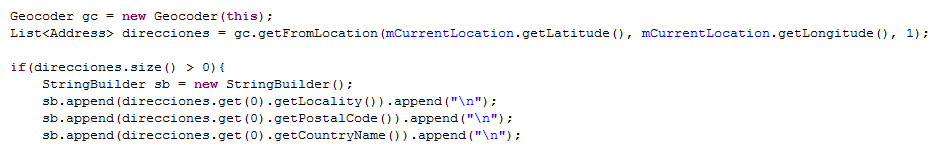 Geocoder gc = new Geocoder(this);
List<Address> direcciones = gc.getFromLocation(mCurrentLocation.getLatitude(), mCurrentLocation.getLongitude(), 1);
if(direcciones.size() > 0){
StringBuilder sb = new StringBuilder();
sb.append(direcciones.get(0).getLocality()).append("\n");
sb.append(direcciones.get(0).getPostalCode()).append("\n");
sb.append(direcciones.get(0).getCountryName()).append("\n");